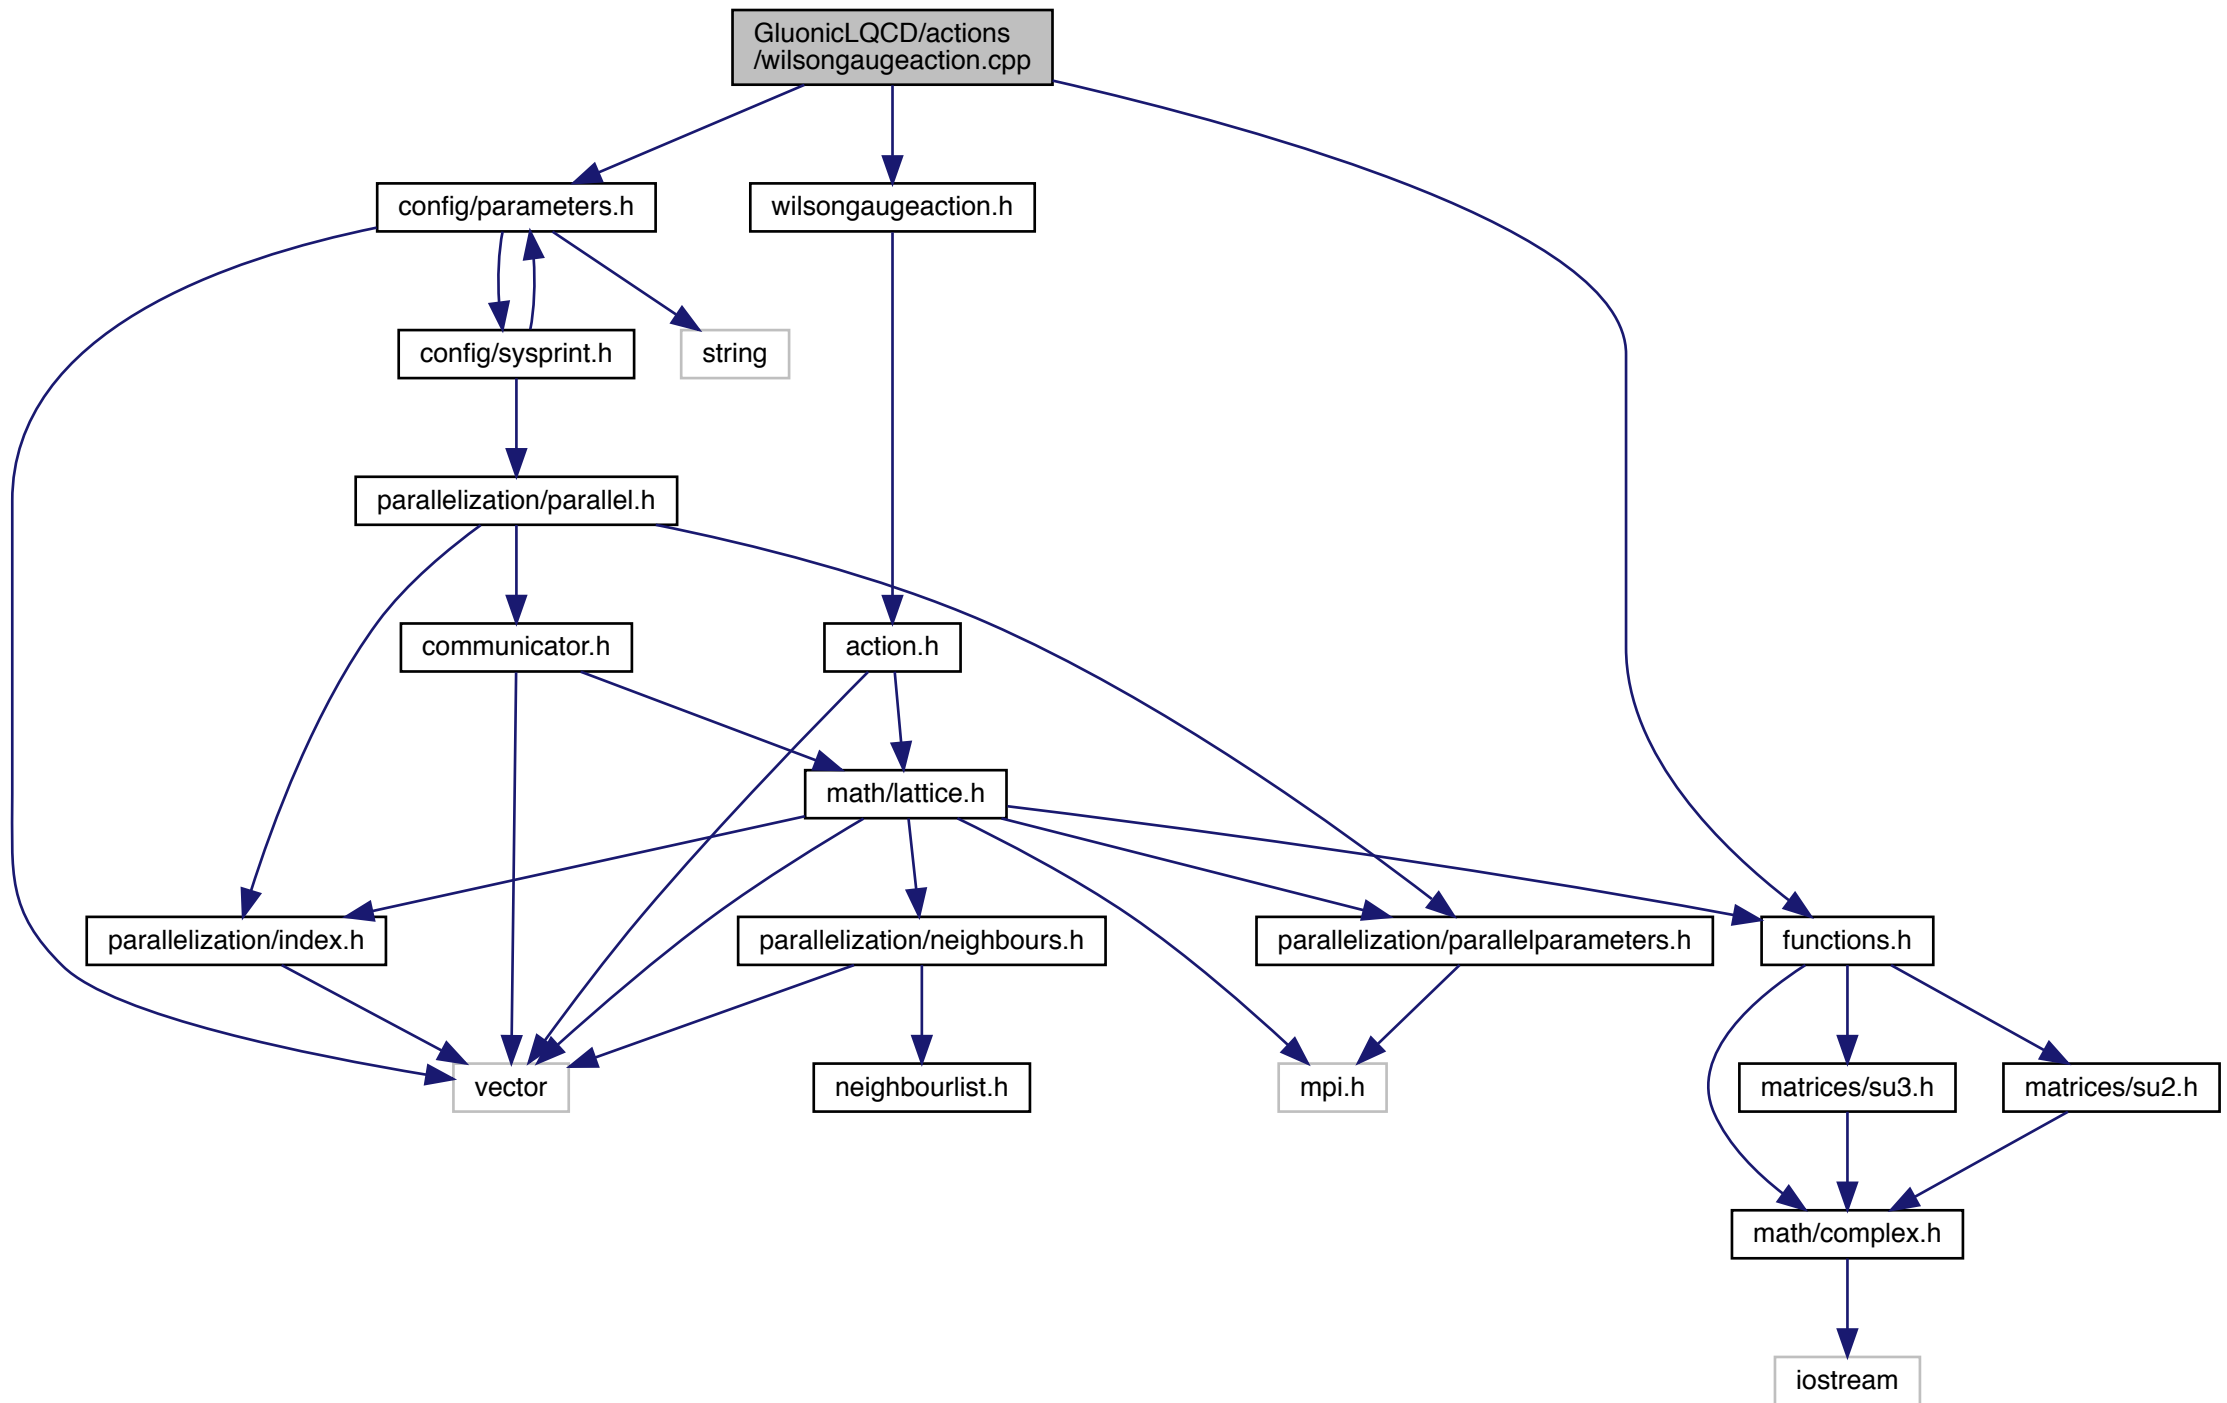 GluonicLQCD/actions
/wilsongaugeaction.cpp
config/parameters.h
wilsongaugeaction.h
config/sysprint.h
string
parallelization/parallel.h
communicator.h
action.h
math/lattice.h
parallelization/index.h
parallelization/neighbours.h
parallelization/parallelparameters.h
functions.h
vector
neighbourlist.h
mpi.h
matrices/su3.h
matrices/su2.h
math/complex.h
iostream